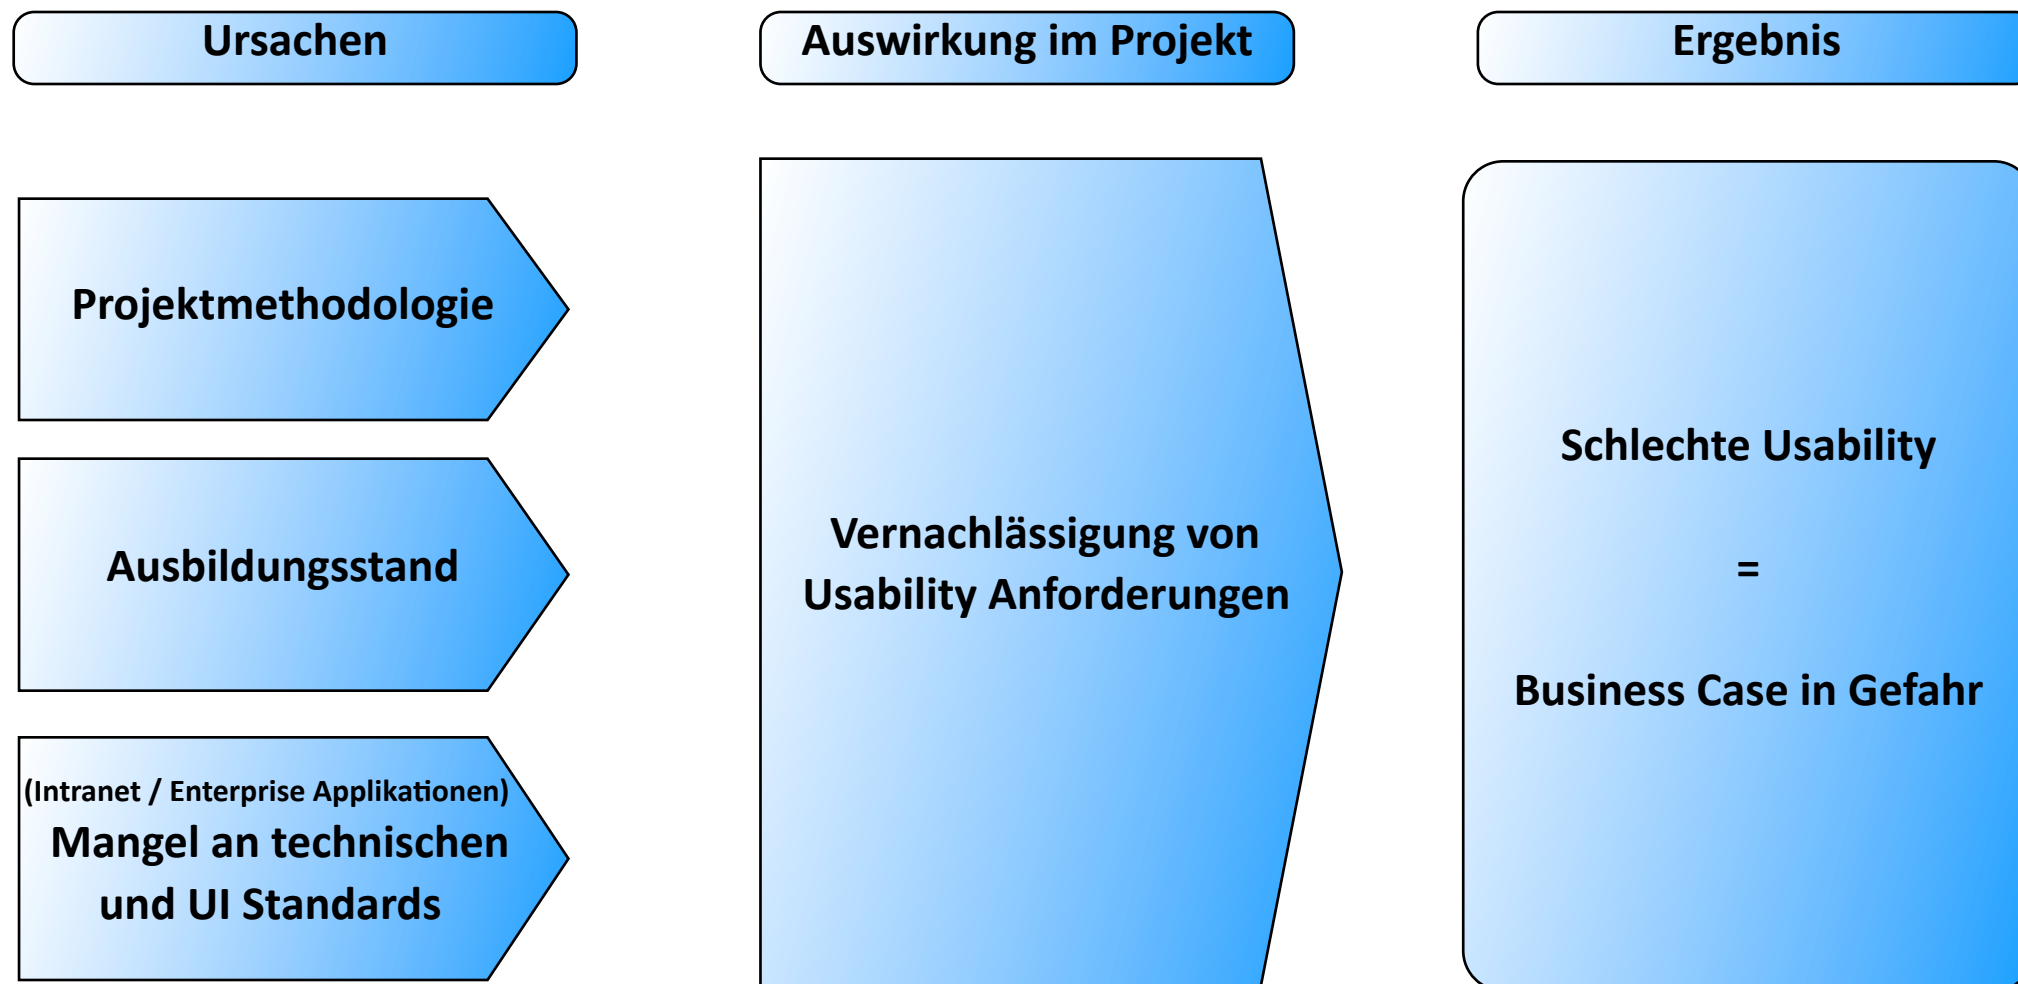 Ursachen
Auswirkung im Projekt
Ergebnis
Projektmethodologie
Ausbildungsstand
(Intranet / Enterprise Applikationen)
Mangel an technischen
und UI Standards
Vernachlässigung von
Usability Anforderungen
Schlechte Usability
=
Business Case in Gefahr